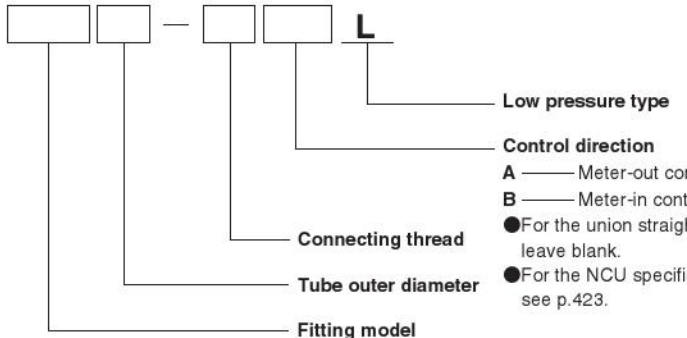 — L
Low pressure type
Control direction
A —— Meter-out
B —— Meter-in
●For the union
leave blank.
●For the NCU
see p.423.
Connecting thread
Tube outer diameter
Fitting model